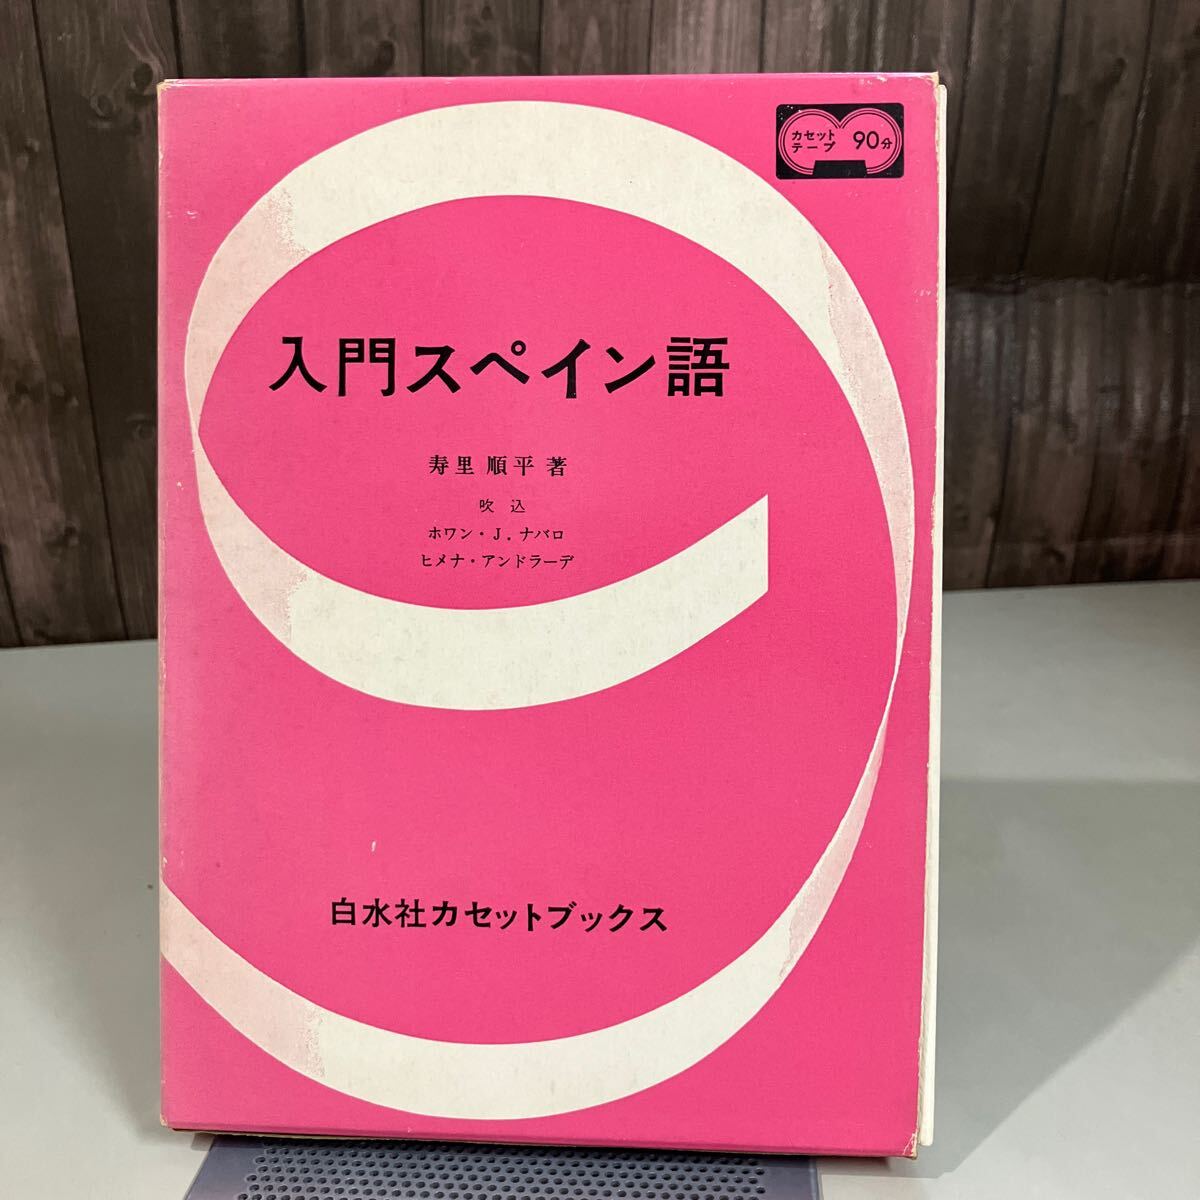 カセット
テープ 90分
入門スペイン語
寿里 順平 著
吹込
ホワン・J.ナバロ
ヒメナ・アンドラーデ
白水社カセットブックス